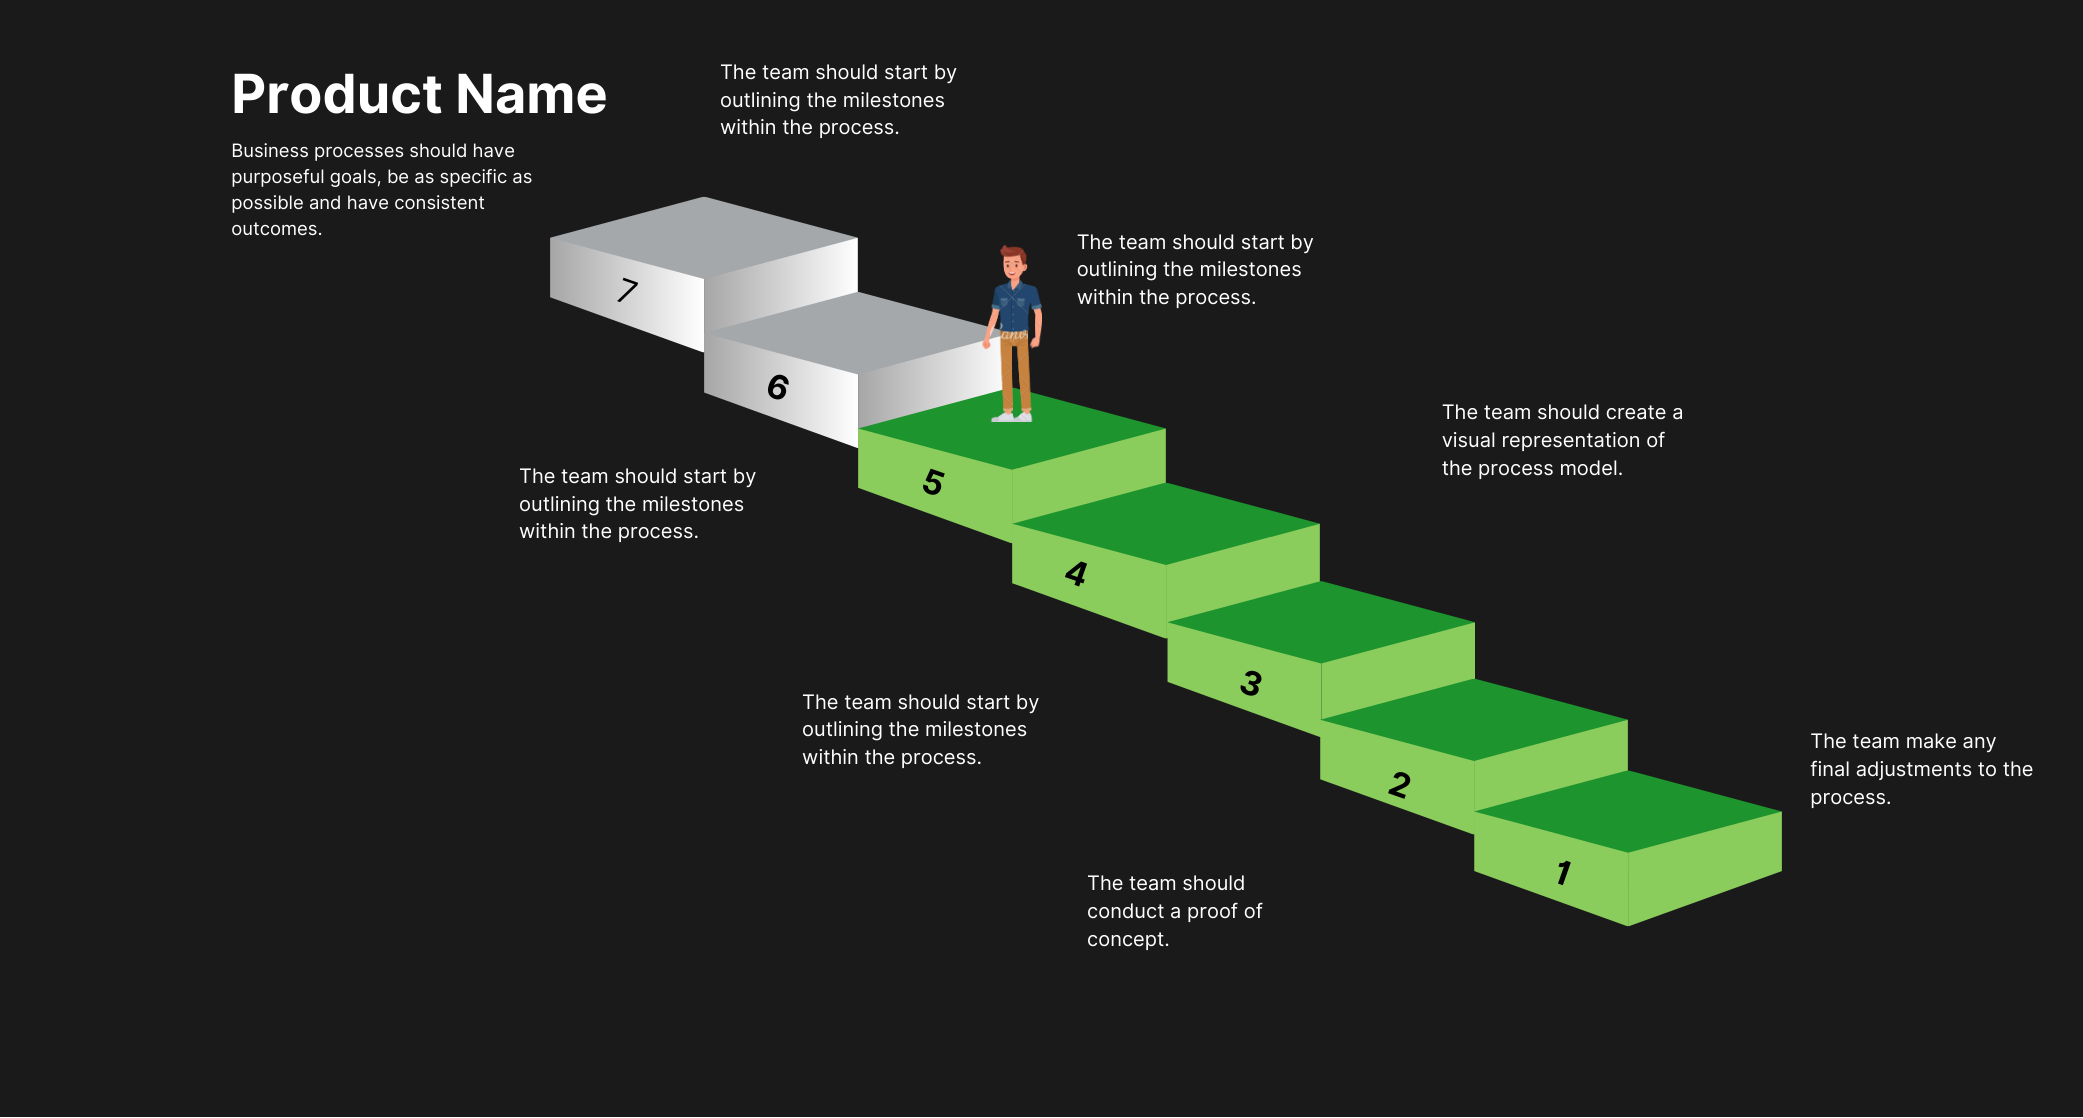 Product Name
Business processes should have
purposeful goals, be as specific as
possible and have consistent
outcomes.
The team should start by
outlining the milestones
within the process.
The team should start by
outlining the milestones
within the process.
7
6
The team should create a
visual representation of
the process model.
The team should start by
outlining the milestones
within the process.
5
4
3
The team should start by
outlining the milestones
within the process.
The team make any
final adjustments to the
process.
2
1
The team should
conduct a proof of
concept.